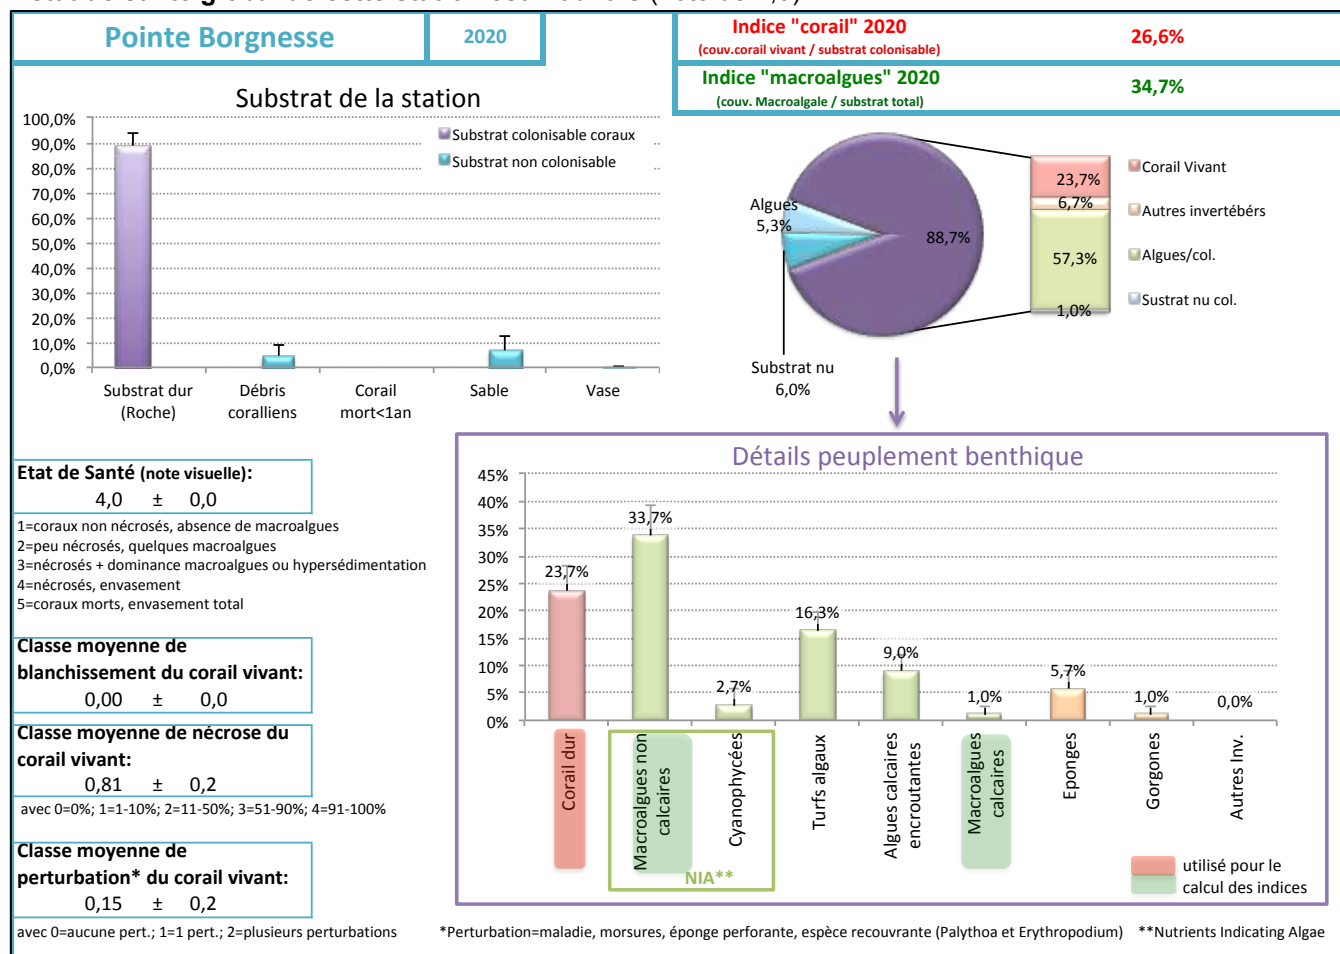 Pointe Borgnesse
2020
Indice "corail" 2020
(couv.corail vivant / substrat colonisable)
26,6%
Indice "macroalgues" 2020
(couv. Macroalgale / substrat total)
34,7%
Substrat de la station
100,0%
90,0%
80,0%
70,0%
60,0%
50,0%
40,0%
30,0%
20,0%
10,0%
0,0%
Substrat colonisable coraux
Substrat non colonisable
Substrat dur (Roche)
Débris coralliens
Corail mort<1an
Sable
Vase
Algues
5,3%
88,7%
Substrat nu
6,0%
23,7%
6,7%
57,3%
1,0%
Corail Vivant
Autres invertébérs
Algues/col.
Sustrat nu col.
Etat de Santé (note visuelle):
4,0 ± 0,0
1=coraux non nécrosés, absence de macroalgues
2=peu nécrosés, quelques macroalgues
3=nécrosés + dominance macroalgues ou hypersédimentation
4=nécrosés, envasement
5=coraux morts, envasement total
Classe moyenne de
blanchissement du corail vivant:
0,00 ± 0,0
Classe moyenne de nécrose du
corail vivant:
0,81 ± 0,2
avec 0=0%; 1=1-10%; 2=11-50%; 3=51-90%; 4=91-100%
Classe moyenne de
perturbation* du corail vivant:
0,15 ± 0,2
avec 0=aucune pert.; 1=1 pert.; 2=plusieurs perturbations
Détails peuplement benthique
45%
40%
35%
30%
25%
20%
15%
10%
5%
0%
23,7%
33,7%
2,7%
16,3%
9,0%
1,0%
5,7%
1,0%
0,0%
Corail dur
Macroalgues non calcaires
Cyanophycées
Turfs algaux
Algues calcaires encroutantes
Macroalgues calcaires
Eponges
Gorgones
Autres Inv.
NIA**
utilisé pour le
calcul des indices
*Perturbation=maladie, morsures, éponge perforante, espèce recouvrante (Palythoa et Erythropodium) **Nutrients Indicating Algae